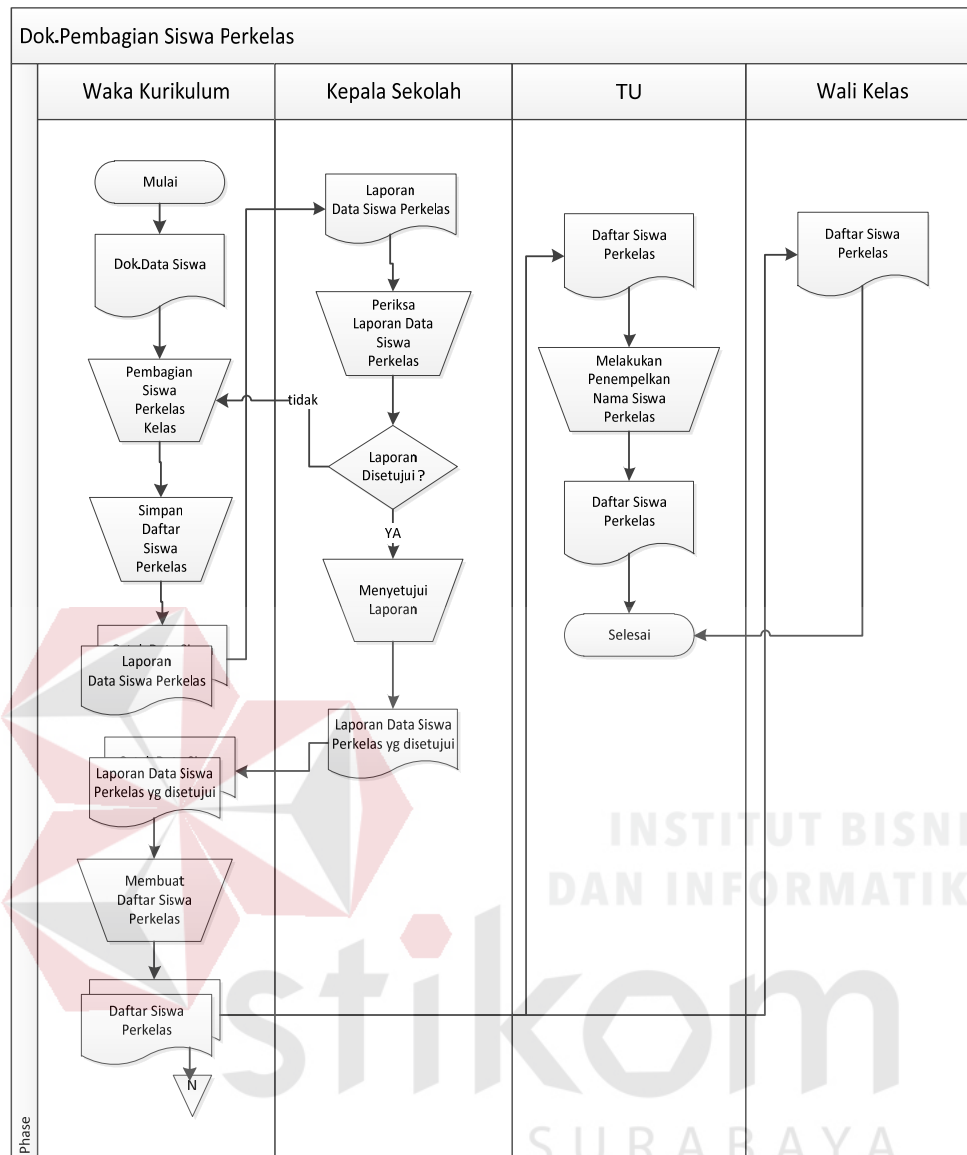 Dok.Pembagian Siswa Perkelas
Waka Kurikulum
Kepala Sekolah
TU
Wali Kelas
Mulai
Dok.Data Siswa
Pembagian
Siswa
Perkelas
Kelas
Simpan
Daftar
Siswa
Perkelas
Laporan
Data Siswa Perkelas
Laporan Data Siswa
Perkelas yg disetujui
Membuat
Daftar Siswa
Perkelas
Daftar Siswa
Perkelas
N
Laporan
Data Siswa Perkelas
Periksa
Laporan Data
Siswa
Perkelas
tidak
Laporan
Disetujui ?
YA
Menyetujui
Laporan
Laporan Data Siswa
Perkelas yg disetujui
Daftar Siswa
Perkelas
Melakukan
Penempelkan
Nama Siswa
Perkelas
Daftar Siswa
Perkelas
Selesai
Daftar Siswa
Perkelas
Phase
INSTITUT BISNI
DAN INFORMATIK
stikom
SURABAYA